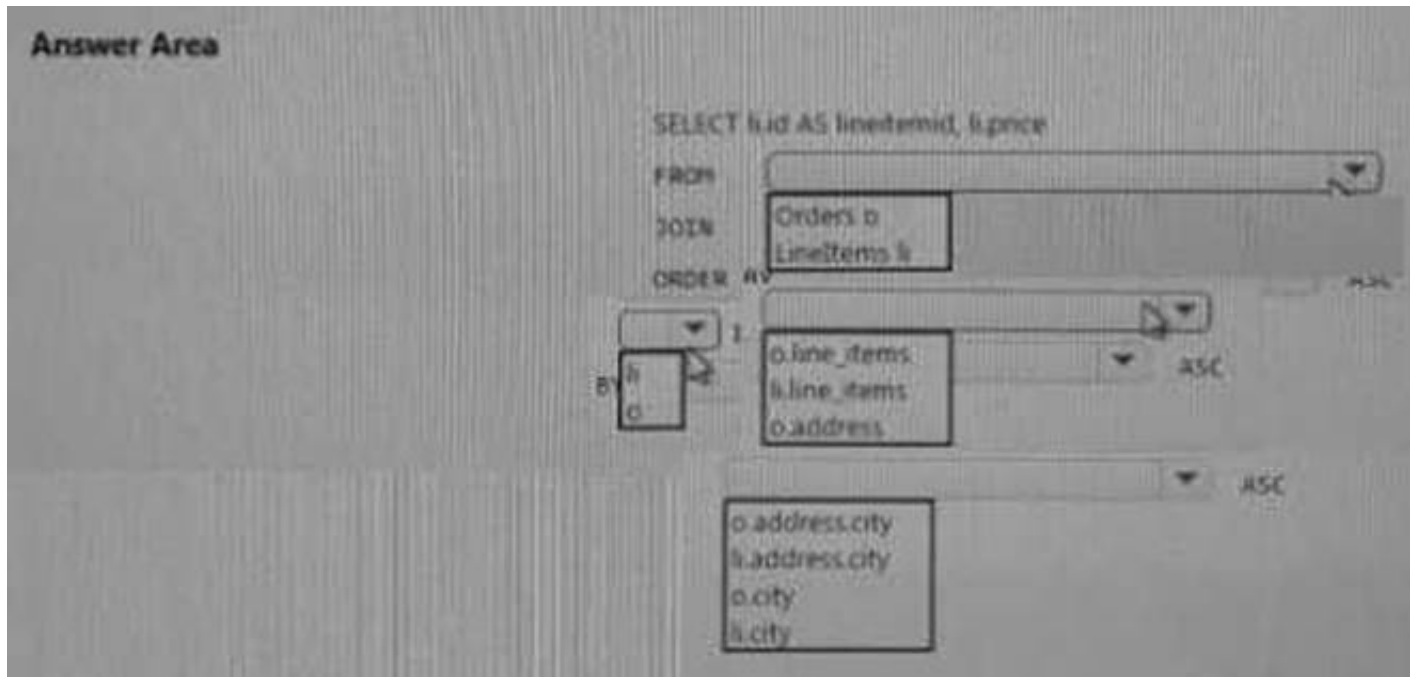 Answer Area
SELECT li.id AS lineitemid, li.price
FROM
JOIN
Orders o
LineItems li
ORDER
ASC
o.line_items
li.line_items
o.address
ASC
BY
li
o
ASC
o.address.city
li.address.city
o.city
li.city